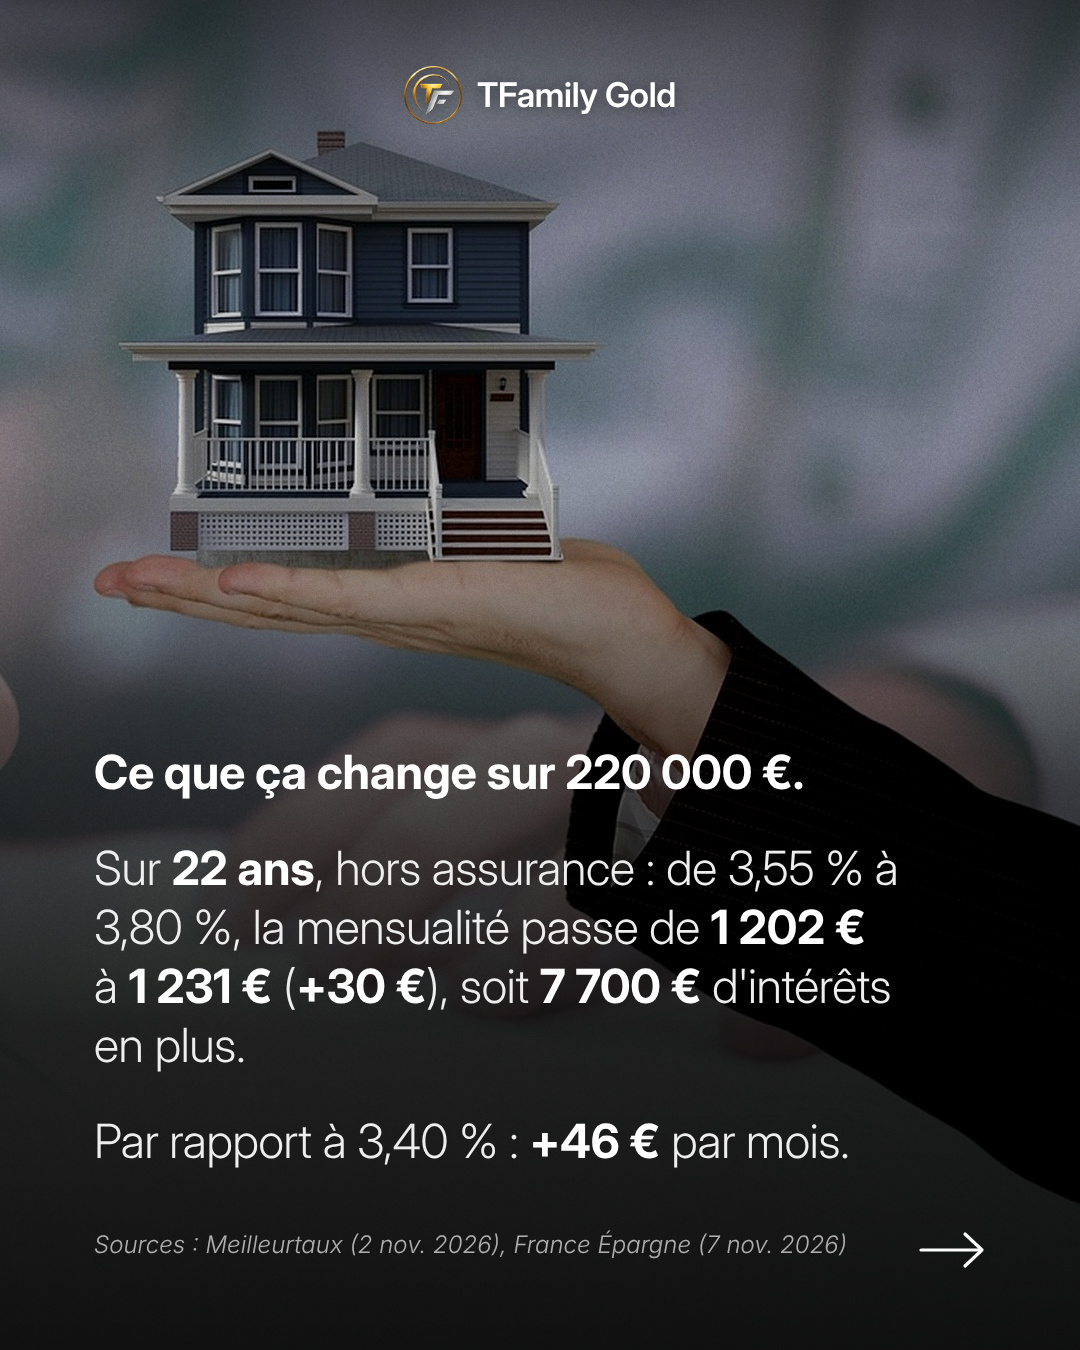 TFamily Gold
Ce que ça change sur 220 000 €.
Sur 22 ans, hors assurance : de 3,55 % à
3,80 %, la mensualité passe de 1 202 €
à 1 231 € (+30 €), soit 7 700 € d'intérêts
en plus.
Par rapport à 3,40 % : +46 € par mois.
Sources : Meilleurtaux (2 nov. 2026), France Épargne (7 nov. 2026)